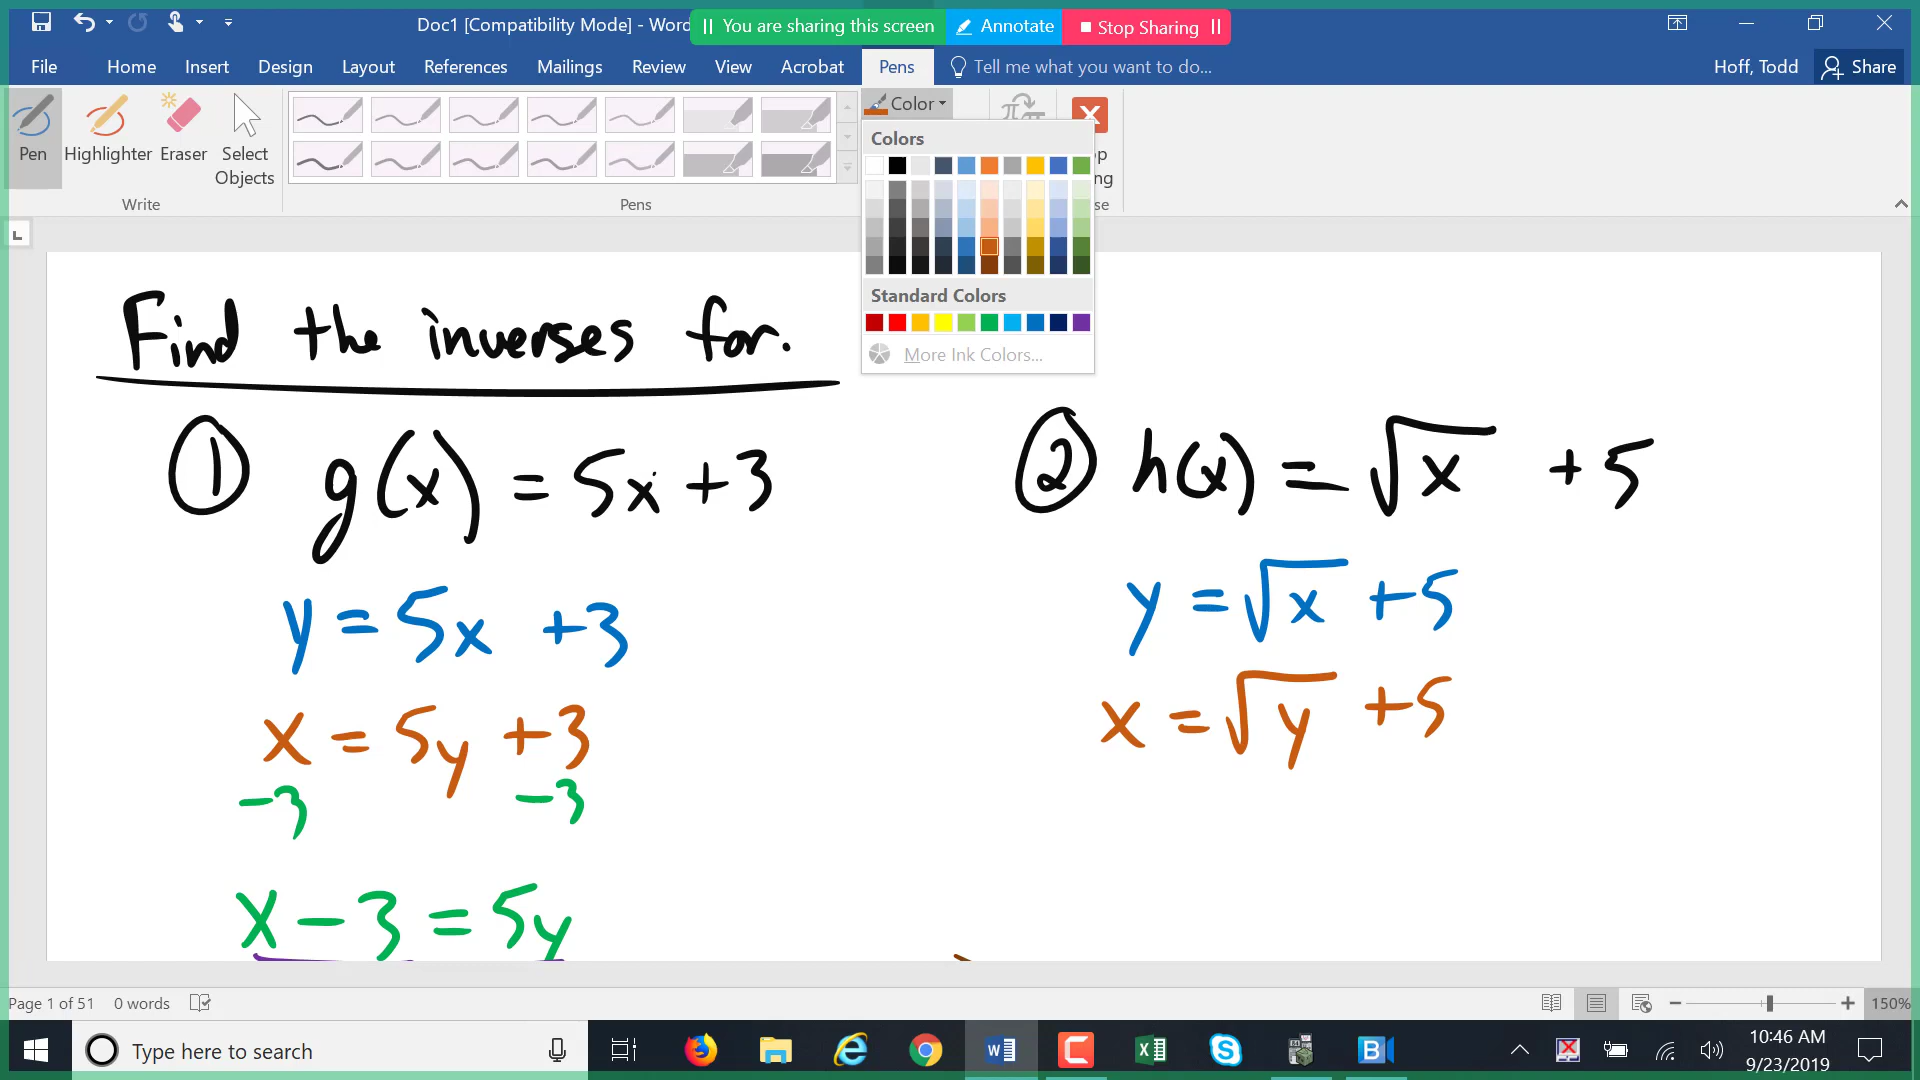 Doc1 [Compatibility Mode] - Word
You are sharing this screen
Annotate
Stop Sharing
File Home Insert Design Layout References Mailings Review View Acrobat Pens Tell me what you want to do... Hoff, Todd Share
Pen Highlighter Eraser Select Objects
Write
Pens
Color
Colors
Standard Colors
More Ink Colors...
Find the inverses for.
① g(x) = 5x + 3
y = 5x + 3
x = 5y + 3
-3 -3
x - 3 = 5y
② h(x) = √x + 5
y = √x + 5
x = √y + 5
Page 1 of 51 0 words 150%
Type here to search
10:46 AM
9/23/2019